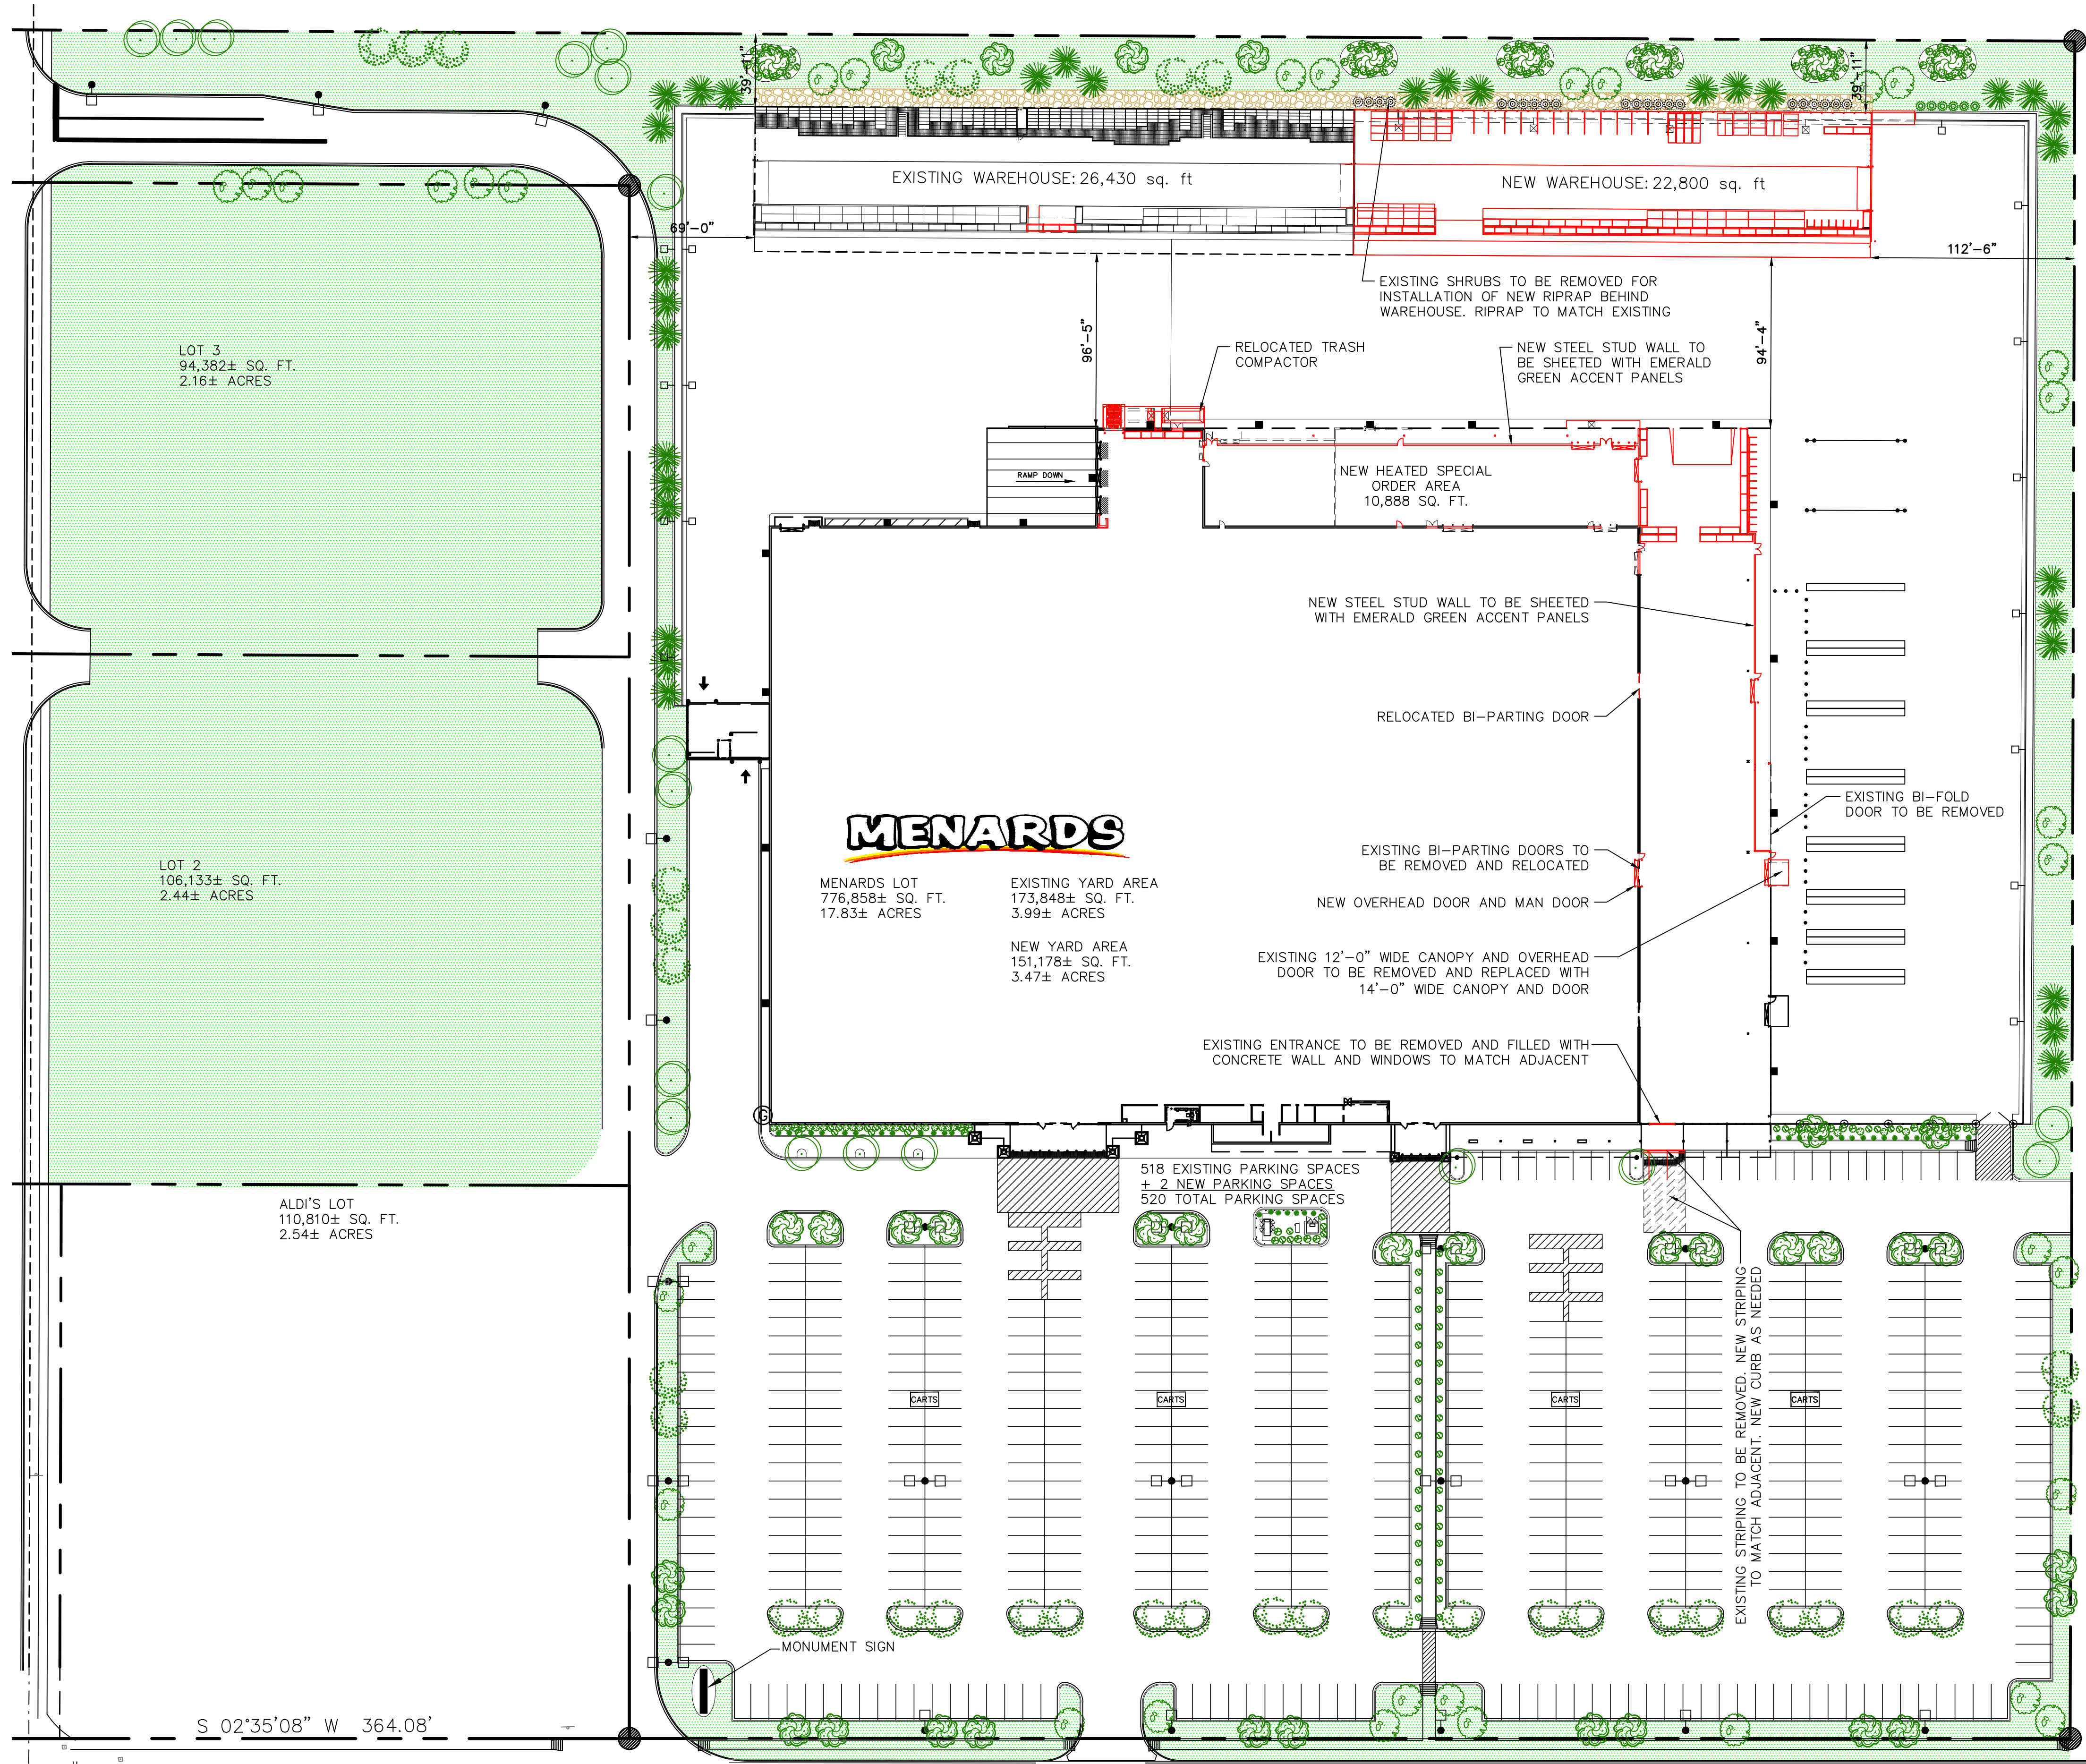 39'-11"
39'-11"
EXISTING WAREHOUSE: 26,430 sq. ft
NEW WAREHOUSE: 22,800 sq. ft
69'-0"
112'-6"
EXISTING SHRUBS TO BE REMOVED FOR
INSTALLATION OF NEW RIPRAP BEHIND
WAREHOUSE. RIPRAP TO MATCH EXISTING
96'-5"
94'-4"
RELOCATED TRASH
COMPACTOR
NEW STEEL STUD WALL TO
BE SHEETED WITH EMERALD
GREEN ACCENT PANELS
LOT 3
94,382± SQ. FT.
2.16± ACRES
RAMP DOWN
NEW HEATED SPECIAL
ORDER AREA
10,888 SQ. FT.
NEW STEEL STUD WALL TO BE SHEETED
WITH EMERALD GREEN ACCENT PANELS
RELOCATED BI-PARTING DOOR
EXISTING BI-FOLD
DOOR TO BE REMOVED
MENARDS
EXISTING BI-PARTING DOORS TO
BE REMOVED AND RELOCATED
LOT 2
106,133± SQ. FT.
2.44± ACRES
MENARDS LOT
776,858± SQ. FT.
17.83± ACRES
EXISTING YARD AREA
173,848± SQ. FT.
3.99± ACRES
NEW OVERHEAD DOOR AND MAN DOOR
NEW YARD AREA
151,178± SQ. FT.
3.47± ACRES
EXISTING 12'-0" WIDE CANOPY AND OVERHEAD
DOOR TO BE REMOVED AND REPLACED WITH
14'-0" WIDE CANOPY AND DOOR
EXISTING ENTRANCE TO BE REMOVED AND FILLED WITH
CONCRETE WALL AND WINDOWS TO MATCH ADJACENT
G
518 EXISTING PARKING SPACES
+ 2 NEW PARKING SPACES
520 TOTAL PARKING SPACES
ALDI'S LOT
110,810± SQ. FT.
2.54± ACRES
EXISTING STRIPING TO BE REMOVED. NEW STRIPING
TO MATCH ADJACENT. NEW CURB AS NEEDED
CARTS
CARTS
CARTS
CARTS
MONUMENT SIGN
S 02°35'08" W 364.08'